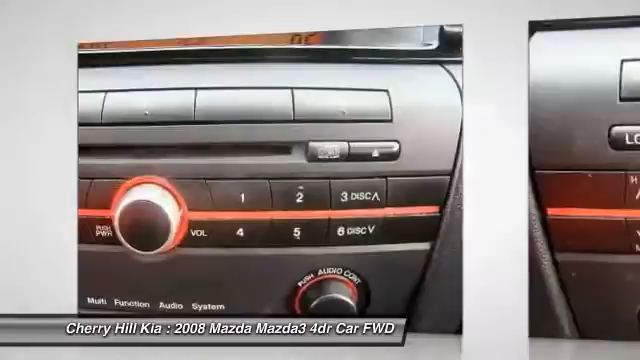 LO
1 2 3 DISC∧
H
PUSH PWR
VOL
4 5 6 DISC∨
PUSH AUDIO CONT
Multi Function Audio System
Cherry Hill Kia : 2008 Mazda Mazda3 4dr Car FWD